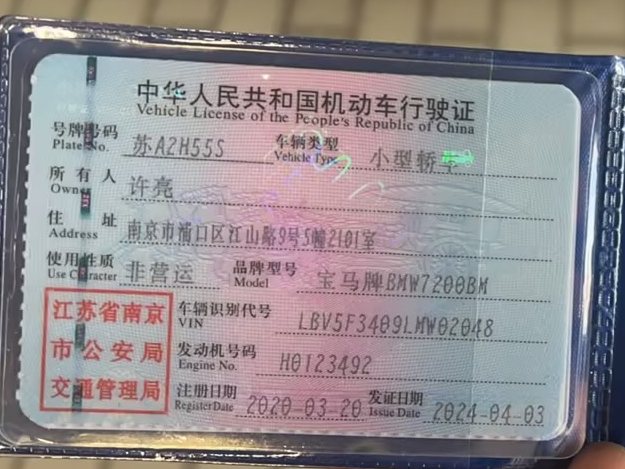 中华人民共和国机动车行驶证
Vehicle License of the People's Republic of China
号牌号码 苏A2H55S 车辆类型 小型轿车
Plate No. Vehicle Type
所有人 许亮
Owner
住址 南京市浦口区江山路9号5幢2101室
Address
使用性质 非营运 品牌型号 宝马牌BMW7200BM
Use Character Model
江苏省南京 车辆识别代号 LBV5F3409LMW02048
VIN
市公安局 发动机号码 H0123492
Engine No.
交通管理局 注册日期 2020-03-20 发证日期 2024-04-03
Register Date Issue Date